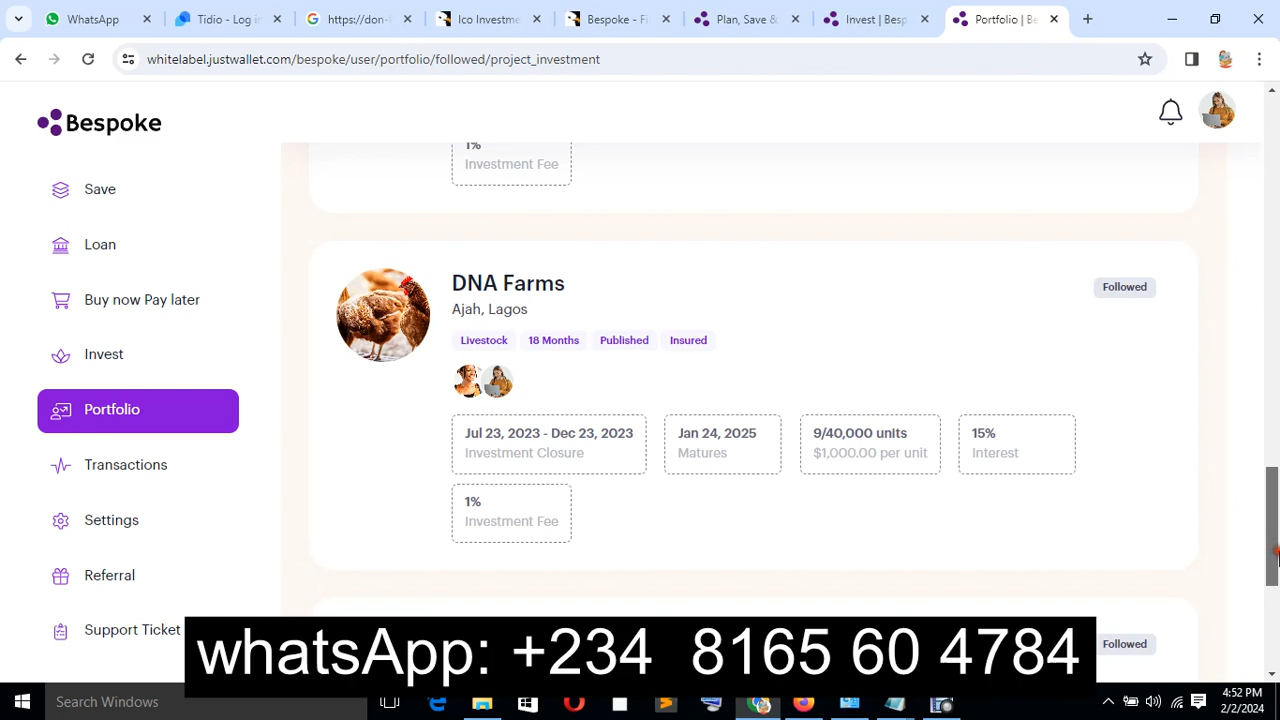 WhatsApp
Tidio - Log
https://don-
Ico Investme
Bespoke - Fi
Plan, Save &
Invest | Besp
Portfolio | Be
whitelabel.justwallet.com/bespoke/user/portfolio/followed/project_investment
Bespoke
Save
Loan
Buy now Pay later
Invest
Portfolio
Transactions
Settings
Referral
Support Ticket
1%
Investment Fee
DNA Farms
Followed
Ajah, Lagos
Livestock 18 Months Published Insured
Jul 23, 2023 - Dec 23, 2023
Investment Closure
Jan 24, 2025
Matures
9/40,000 units
$1,000.00 per unit
15%
Interest
1%
Investment Fee
Followed
whatsApp: +234 8165 60 4784
Search Windows
4:52 PM
2/2/2024